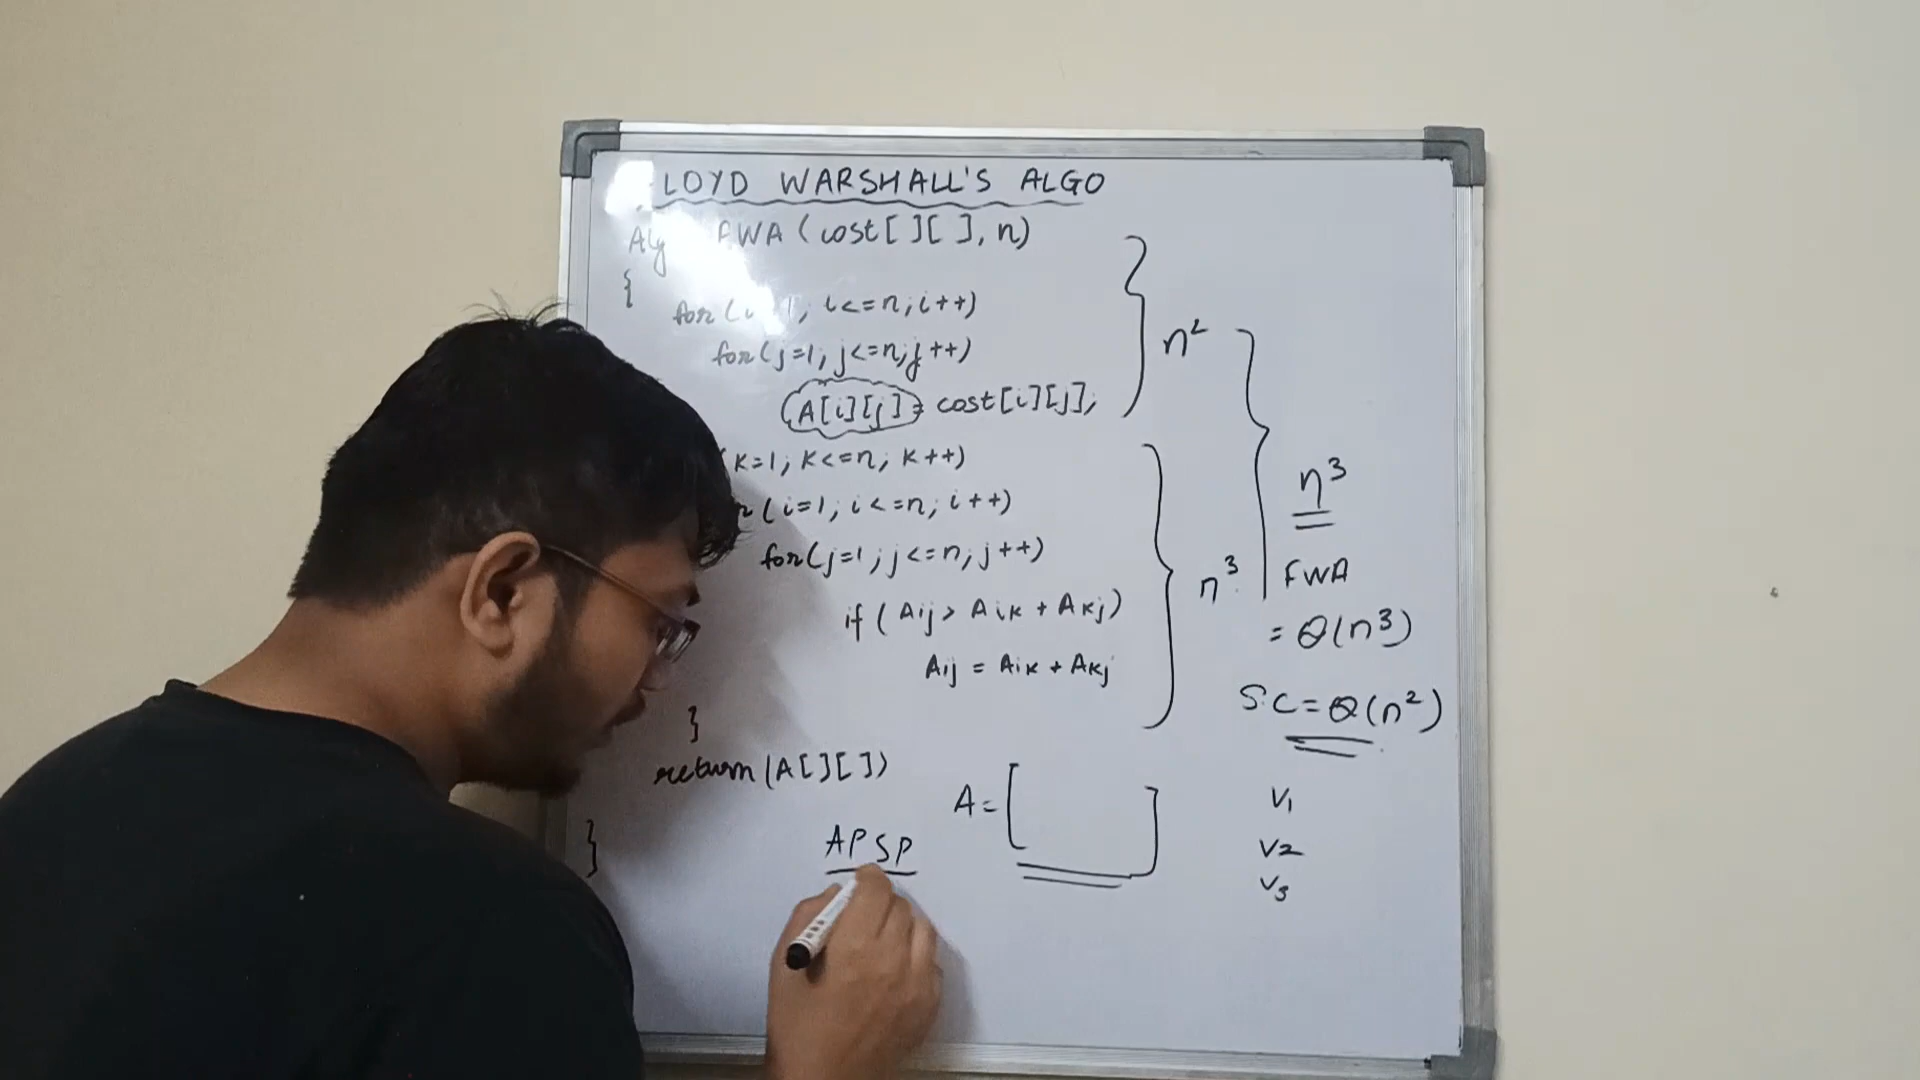 LOYD WARSHALL'S ALGO
Alg FWA (cost[ ][ ], n)
{
for(i=1; i<=n; i++)
for(j=1; j<=n; j++)
A[i][j] = cost[i][j];
(k=1; k<=n; k++)
(i=1; i<=n; i++)
for(j=1; j<=n; j++)
if (Aij > Aik + Akj)
Aij = Aik + Akj
}
return (A[ ][ ])
}
APSP
A = [ ]
n²
n³
n³
FWA
= θ(n³)
S.C = θ(n²)
V1
V2
V3